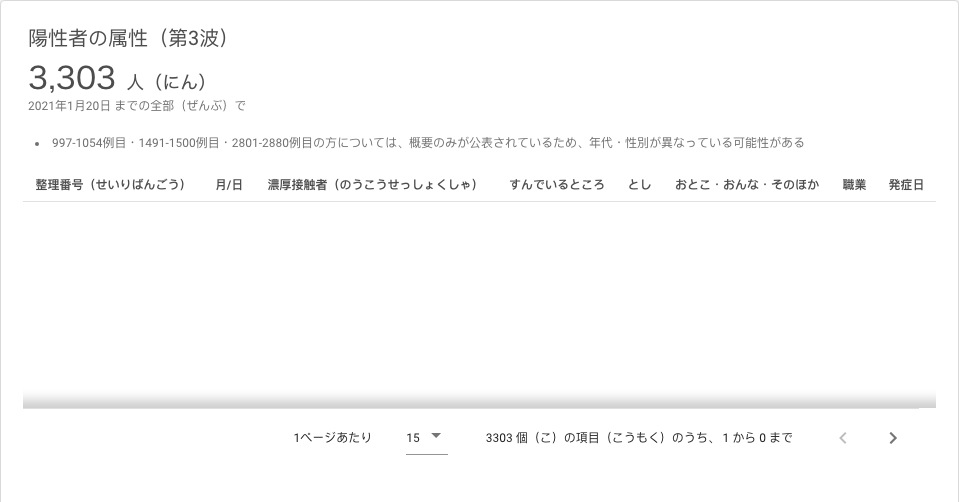 陽性者の属性（第3波）
3,303 人（にん）
2021年1月20日 までの全部（ぜんぶ）で
997-1054例目・1491-1500例目・2801-2880例目の方については、概要のみが公表されているため、年代・性別が異なっている可能性がある
整理番号（せいりばんごう） 月/日 濃厚接触者（のうこうせっしょくしゃ） すんでいるところ とし おとこ・おんな・そのほか 職業 発症日
1ページあたり 15 3303 個（こ）の項目（こうもく）のうち、1 から 0 まで